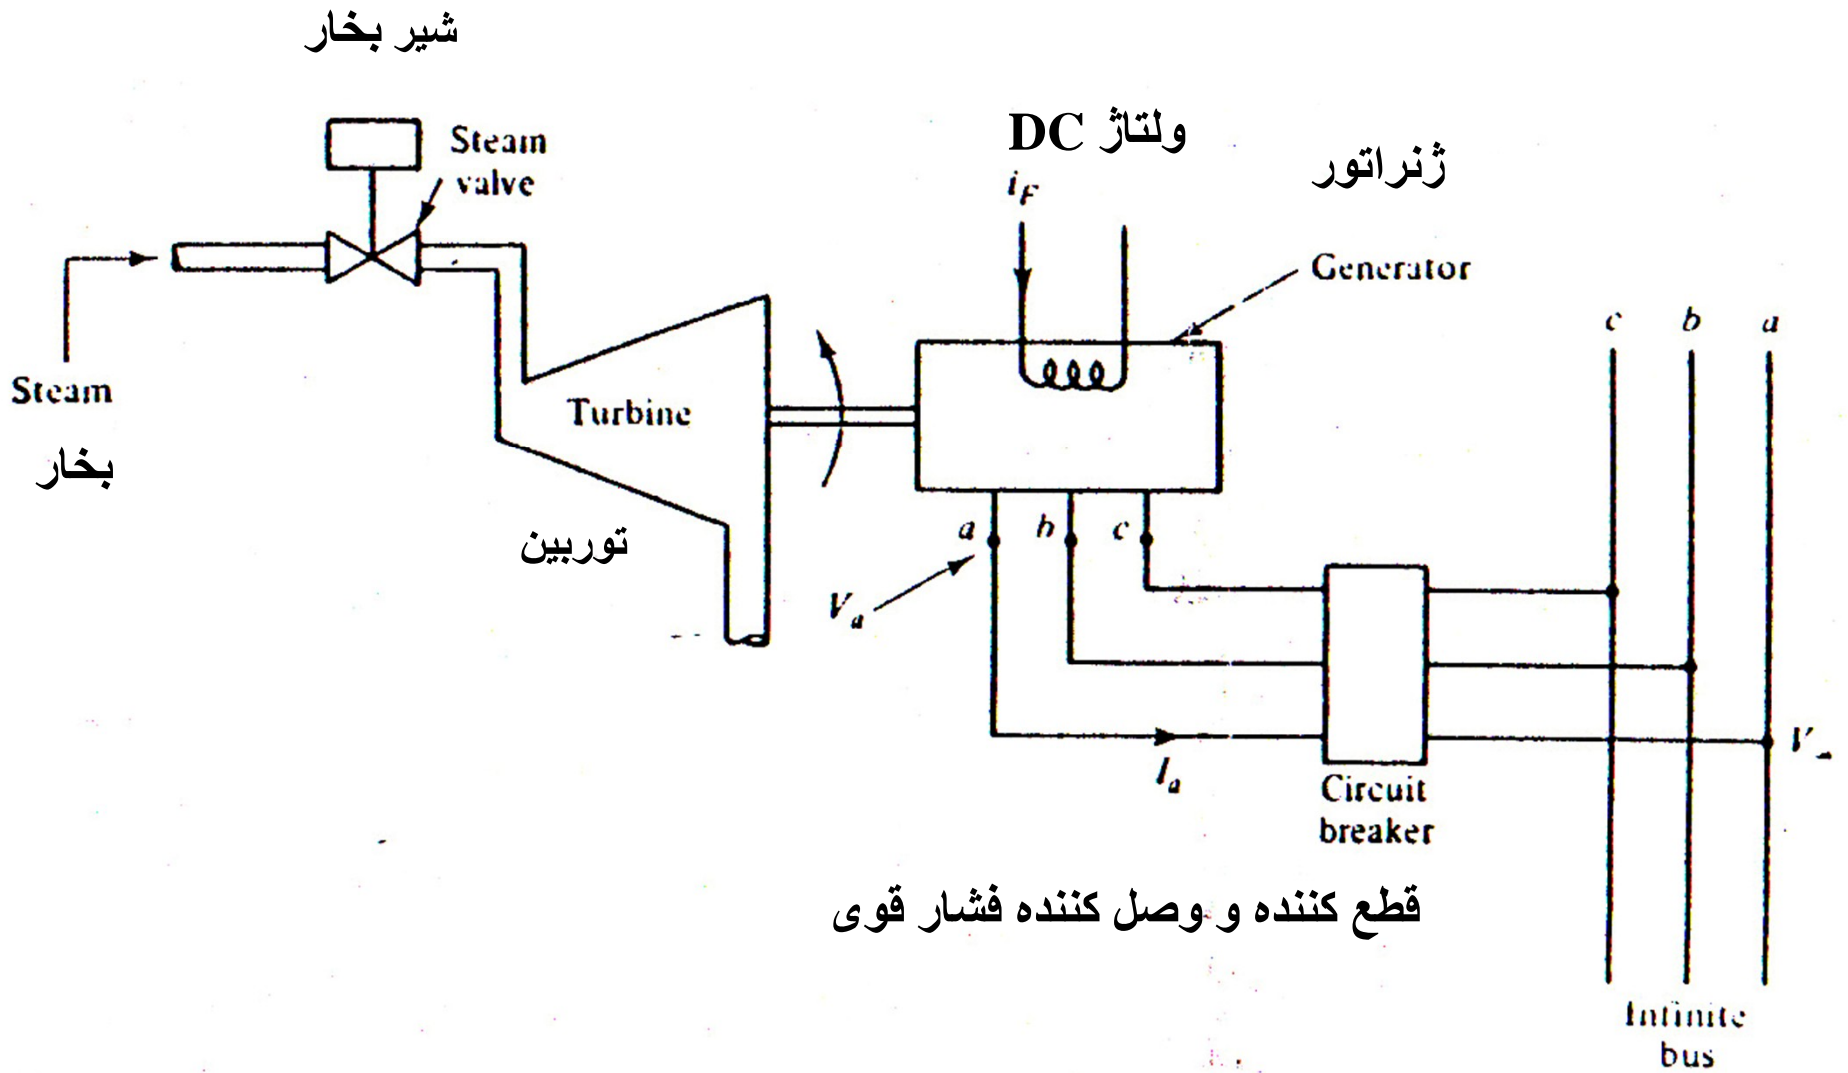 شیر بخار
Steam
valve
ولتاژ DC
ژنراتور
i_F
Generator
c b a
Steam
بخار
Turbine
توربین
a b c
V_a
I_a
Circuit
breaker
V_∞
قطع کننده و وصل کننده فشار قوی
Infinite
bus